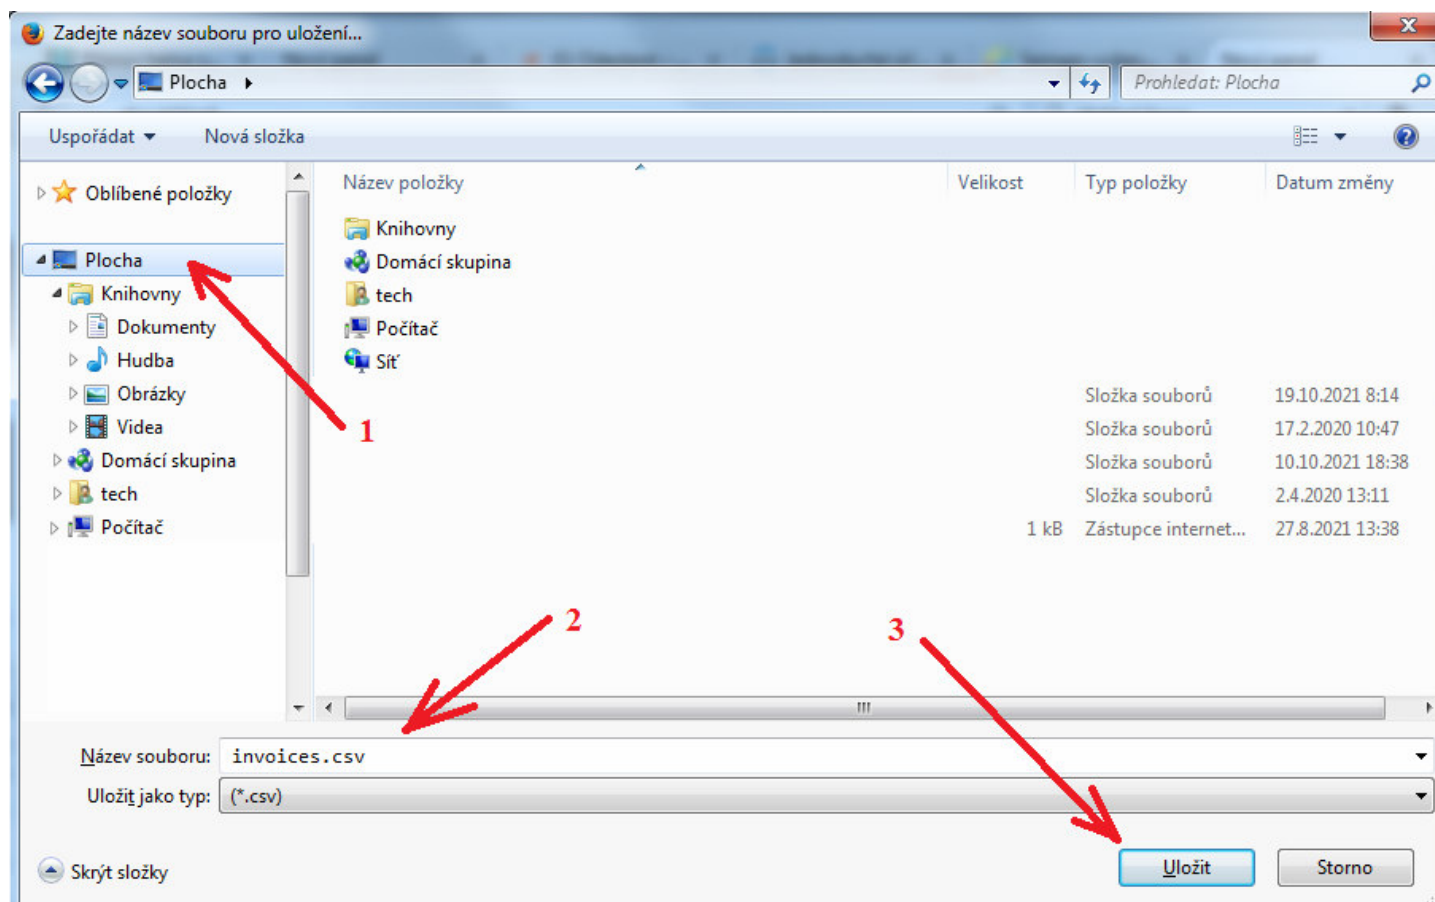 Zadejte název souboru pro uložení...
Plocha
Prohledat: Plocha
Uspořádat
Nová složka
Název položky
Velikost
Typ položky
Datum změny
Oblíbené položky
Plocha
Knihovny
Dokumenty
Hudba
Obrázky
Videa
Domácí skupina
tech
Počítač
Knihovny
Domácí skupina
tech
Počítač
Síť
Složka souborů 19.10.2021 8:14
Složka souborů 17.2.2020 10:47
Složka souborů 10.10.2021 18:38
Složka souborů 2.4.2020 13:11
1 kB Zástupce internet... 27.8.2021 13:38
1
2
3
Název souboru: invoices.csv
Uložit jako typ: (*.csv)
Skrýt složky
Uložit
Storno